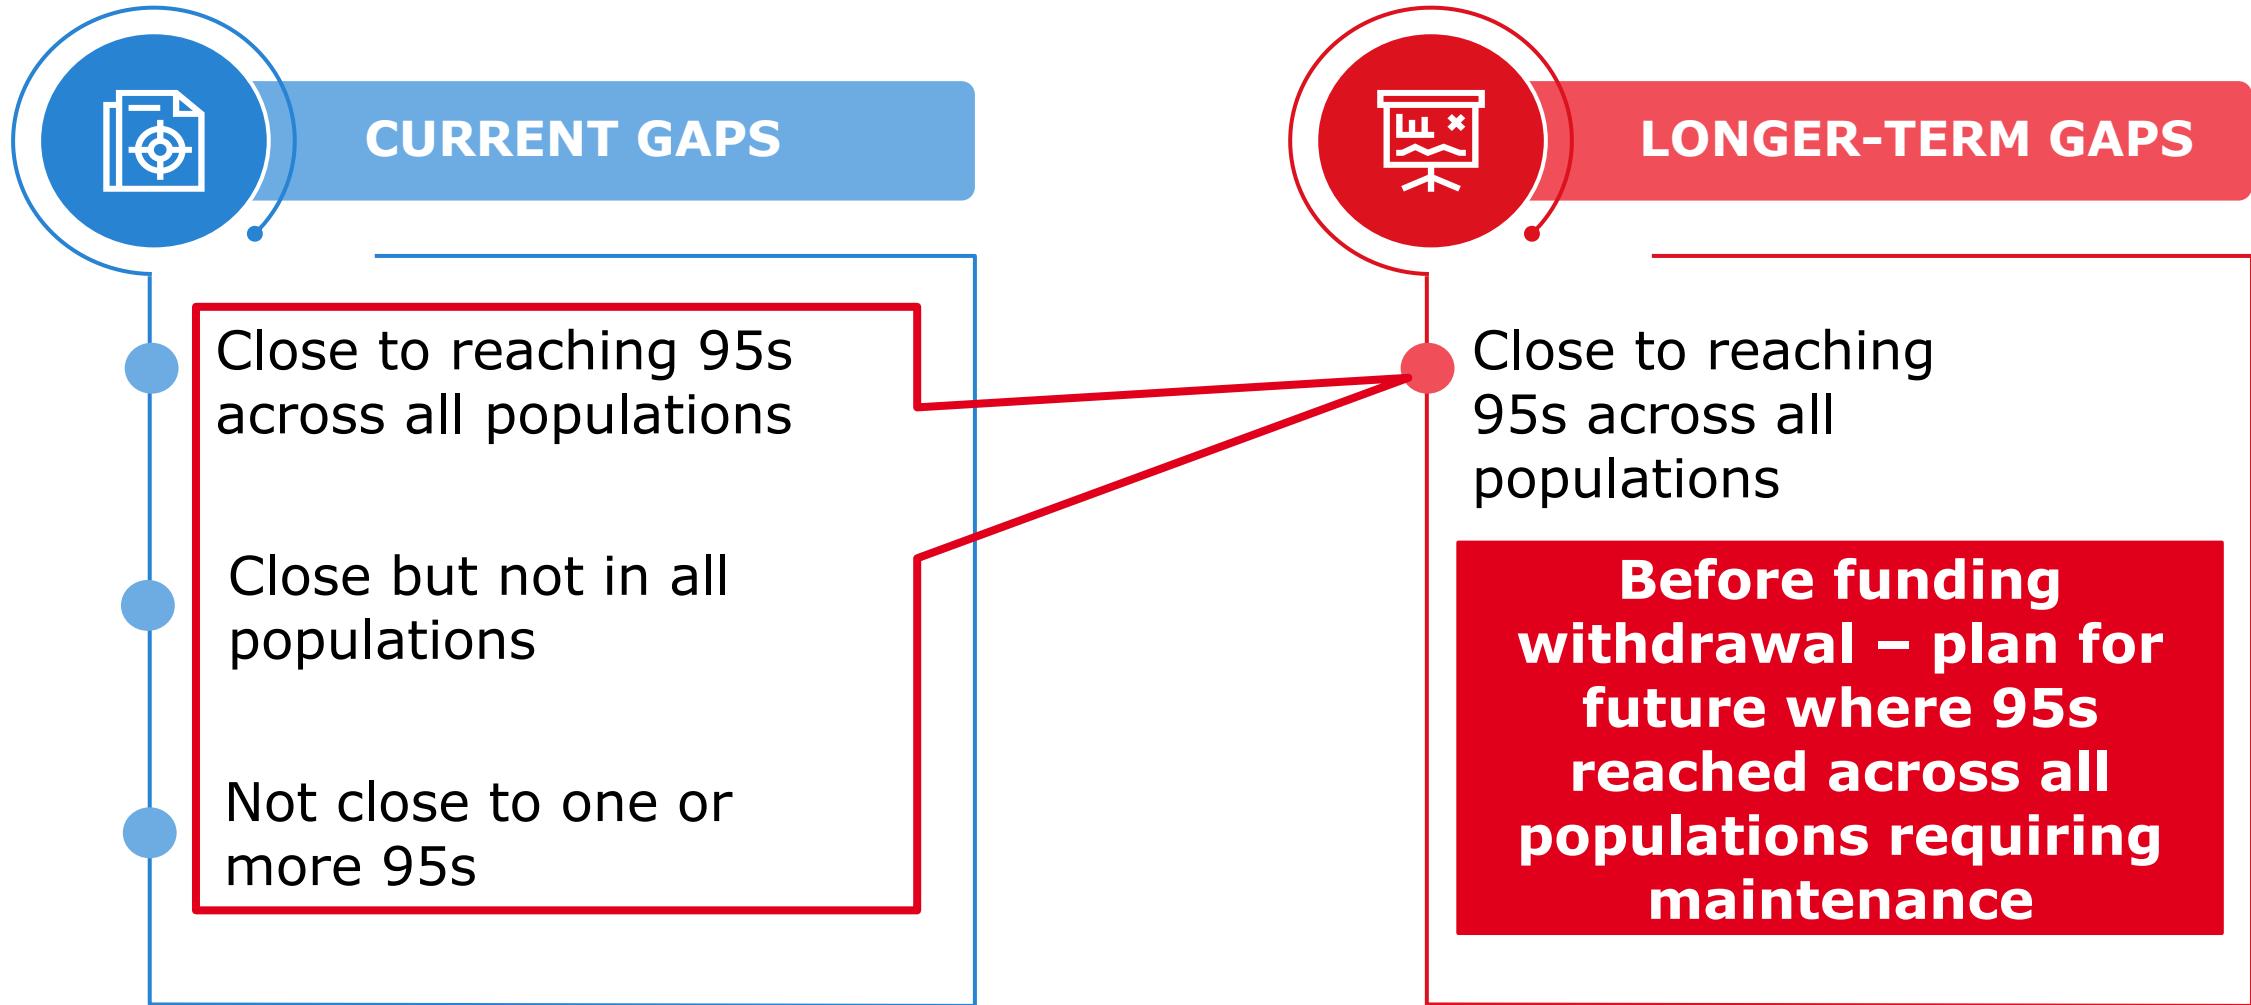 CURRENT GAPS
Close to reaching 95s
across all populations
Close but not in all
populations
Not close to one or
more 95s
LONGER-TERM GAPS
Close to reaching
95s across all
populations
Before funding
withdrawal – plan for
future where 95s
reached across all
populations requiring
maintenance